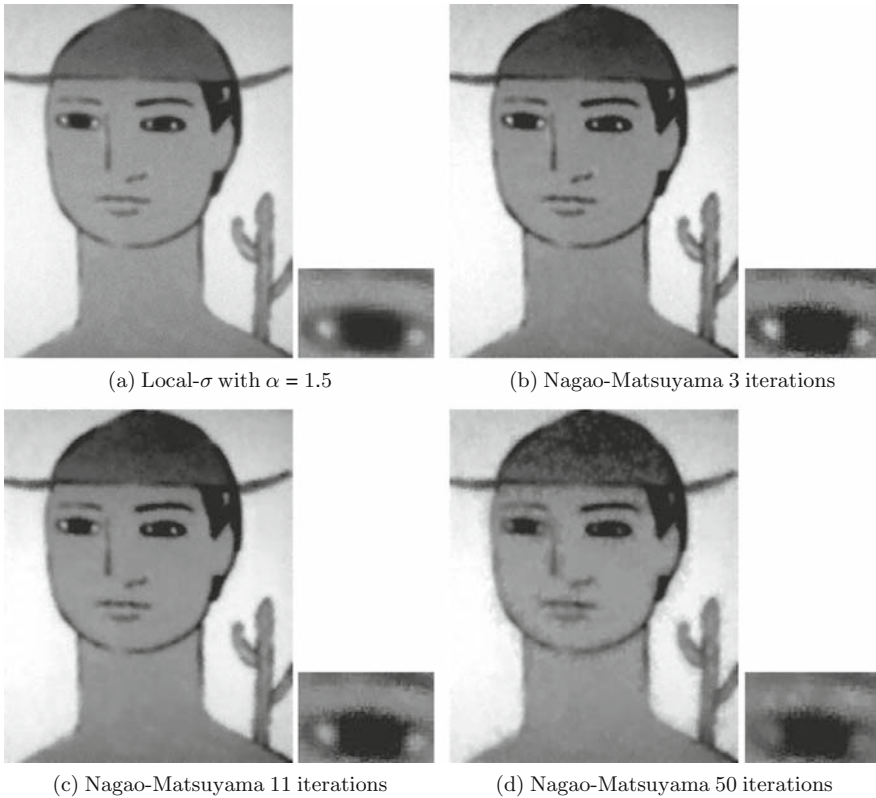 (a) Local-σ with α = 1.5
(b) Nagao-Matsuyama 3 iterations
(c) Nagao-Matsuyama 11 iterations
(d) Nagao-Matsuyama 50 iterations